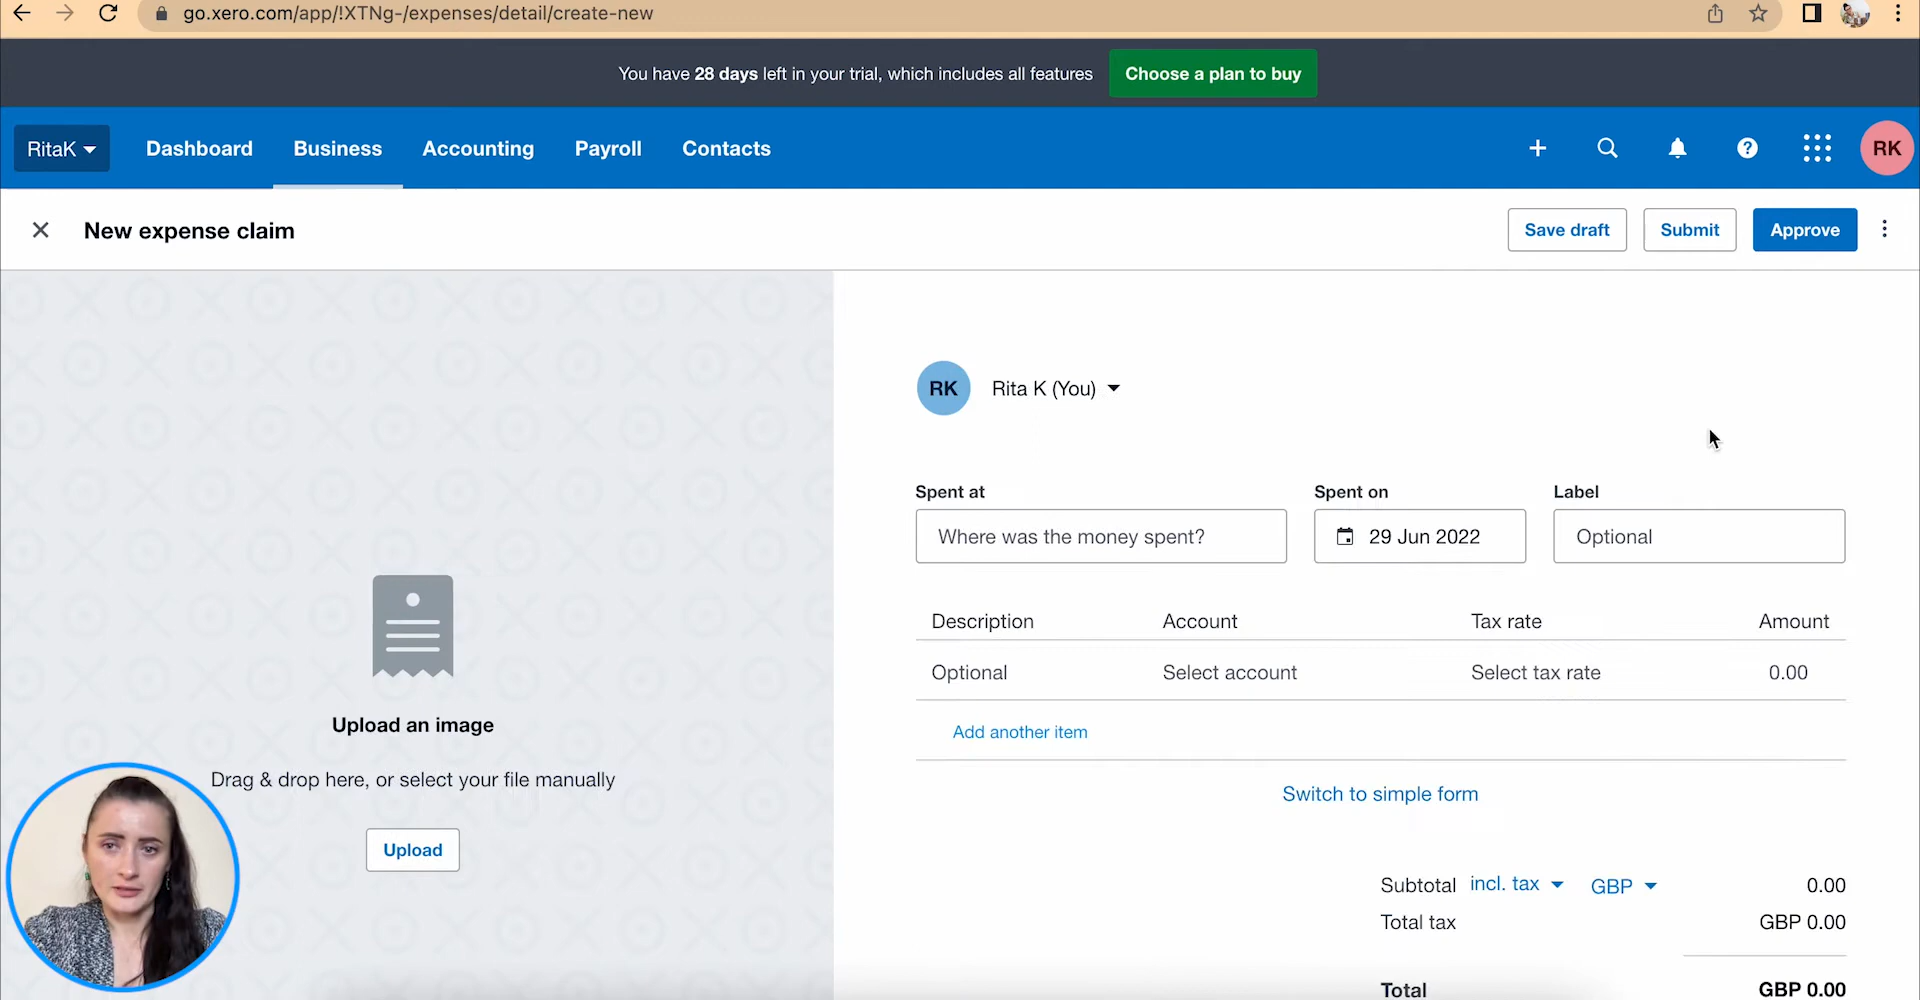 go.xero.com/app/!XTNg-/expenses/detail/create-new
You have 28 days left in your trial, which includes all features
Choose a plan to buy
RitaK
Dashboard
Business
Accounting
Payroll
Contacts
RK
New expense claim
Save draft
Submit
Approve
RK
Rita K (You)
Spent at
Spent on
Label
Where was the money spent?
29 Jun 2022
Optional
Description
Account
Tax rate
Amount
Optional
Select account
Select tax rate
0.00
Add another item
Switch to simple form
Upload an image
Drag & drop here, or select your file manually
Upload
Subtotal incl. tax GBP 0.00
Total tax GBP 0.00
Total GBP 0.00